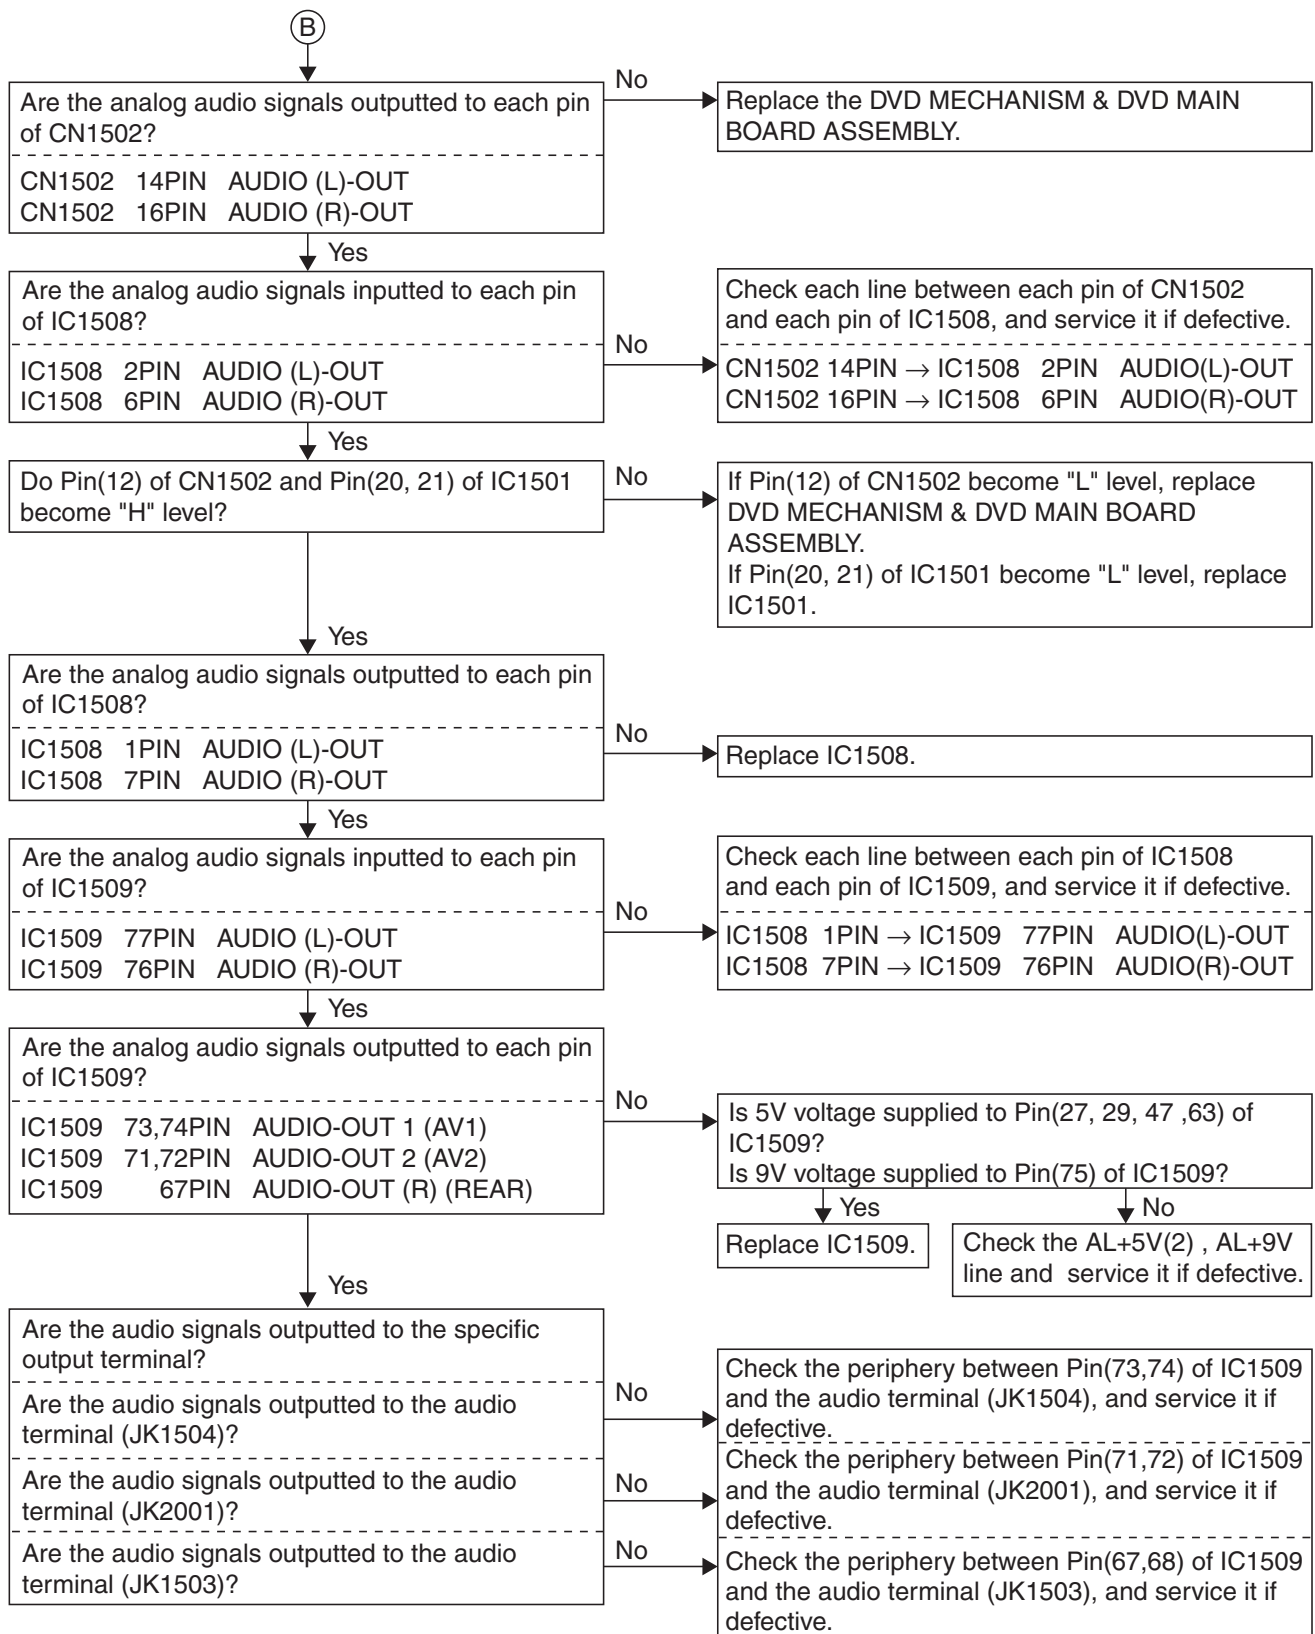 B
Are the analog audio signals outputted to each pin
of CN1502?
CN1502 14PIN AUDIO (L)-OUT
CN1502 16PIN AUDIO (R)-OUT
No
Replace the DVD MECHANISM & DVD MAIN
BOARD ASSEMBLY.
Yes
Are the analog audio signals inputted to each pin
of IC1508?
IC1508 2PIN AUDIO (L)-OUT
IC1508 6PIN AUDIO (R)-OUT
No
Check each line between each pin of CN1502
and each pin of IC1508, and service it if defective.
CN1502 14PIN → IC1508 2PIN AUDIO(L)-OUT
CN1502 16PIN → IC1508 6PIN AUDIO(R)-OUT
Yes
Do Pin(12) of CN1502 and Pin(20, 21) of IC1501
become "H" level?
No
If Pin(12) of CN1502 become "L" level, replace
DVD MECHANISM & DVD MAIN BOARD
ASSEMBLY.
If Pin(20, 21) of IC1501 become "L" level, replace
IC1501.
Yes
Are the analog audio signals outputted to each pin
of IC1508?
IC1508 1PIN AUDIO (L)-OUT
IC1508 7PIN AUDIO (R)-OUT
No
Replace IC1508.
Yes
Are the analog audio signals inputted to each pin
of IC1509?
IC1509 77PIN AUDIO (L)-OUT
IC1509 76PIN AUDIO (R)-OUT
No
Check each line between each pin of IC1508
and each pin of IC1509, and service it if defective.
IC1508 1PIN → IC1509 77PIN AUDIO(L)-OUT
IC1508 7PIN → IC1509 76PIN AUDIO(R)-OUT
Yes
Are the analog audio signals outputted to each pin
of IC1509?
IC1509 73,74PIN AUDIO-OUT 1 (AV1)
IC1509 71,72PIN AUDIO-OUT 2 (AV2)
IC1509 67PIN AUDIO-OUT (R) (REAR)
No
Is 5V voltage supplied to Pin(27, 29, 47 ,63) of
IC1509?
Is 9V voltage supplied to Pin(75) of IC1509?
Yes
No
Replace IC1509.
Check the AL+5V(2) , AL+9V
line and service it if defective.
Yes
Are the audio signals outputted to the specific
output terminal?
Are the audio signals outputted to the audio
terminal (JK1504)?
No
Check the periphery between Pin(73,74) of IC1509
and the audio terminal (JK1504), and service it if
defective.
Are the audio signals outputted to the audio
terminal (JK2001)?
No
Check the periphery between Pin(71,72) of IC1509
and the audio terminal (JK2001), and service it if
defective.
Are the audio signals outputted to the audio
terminal (JK1503)?
No
Check the periphery between Pin(67,68) of IC1509
and the audio terminal (JK1503), and service it if
defective.